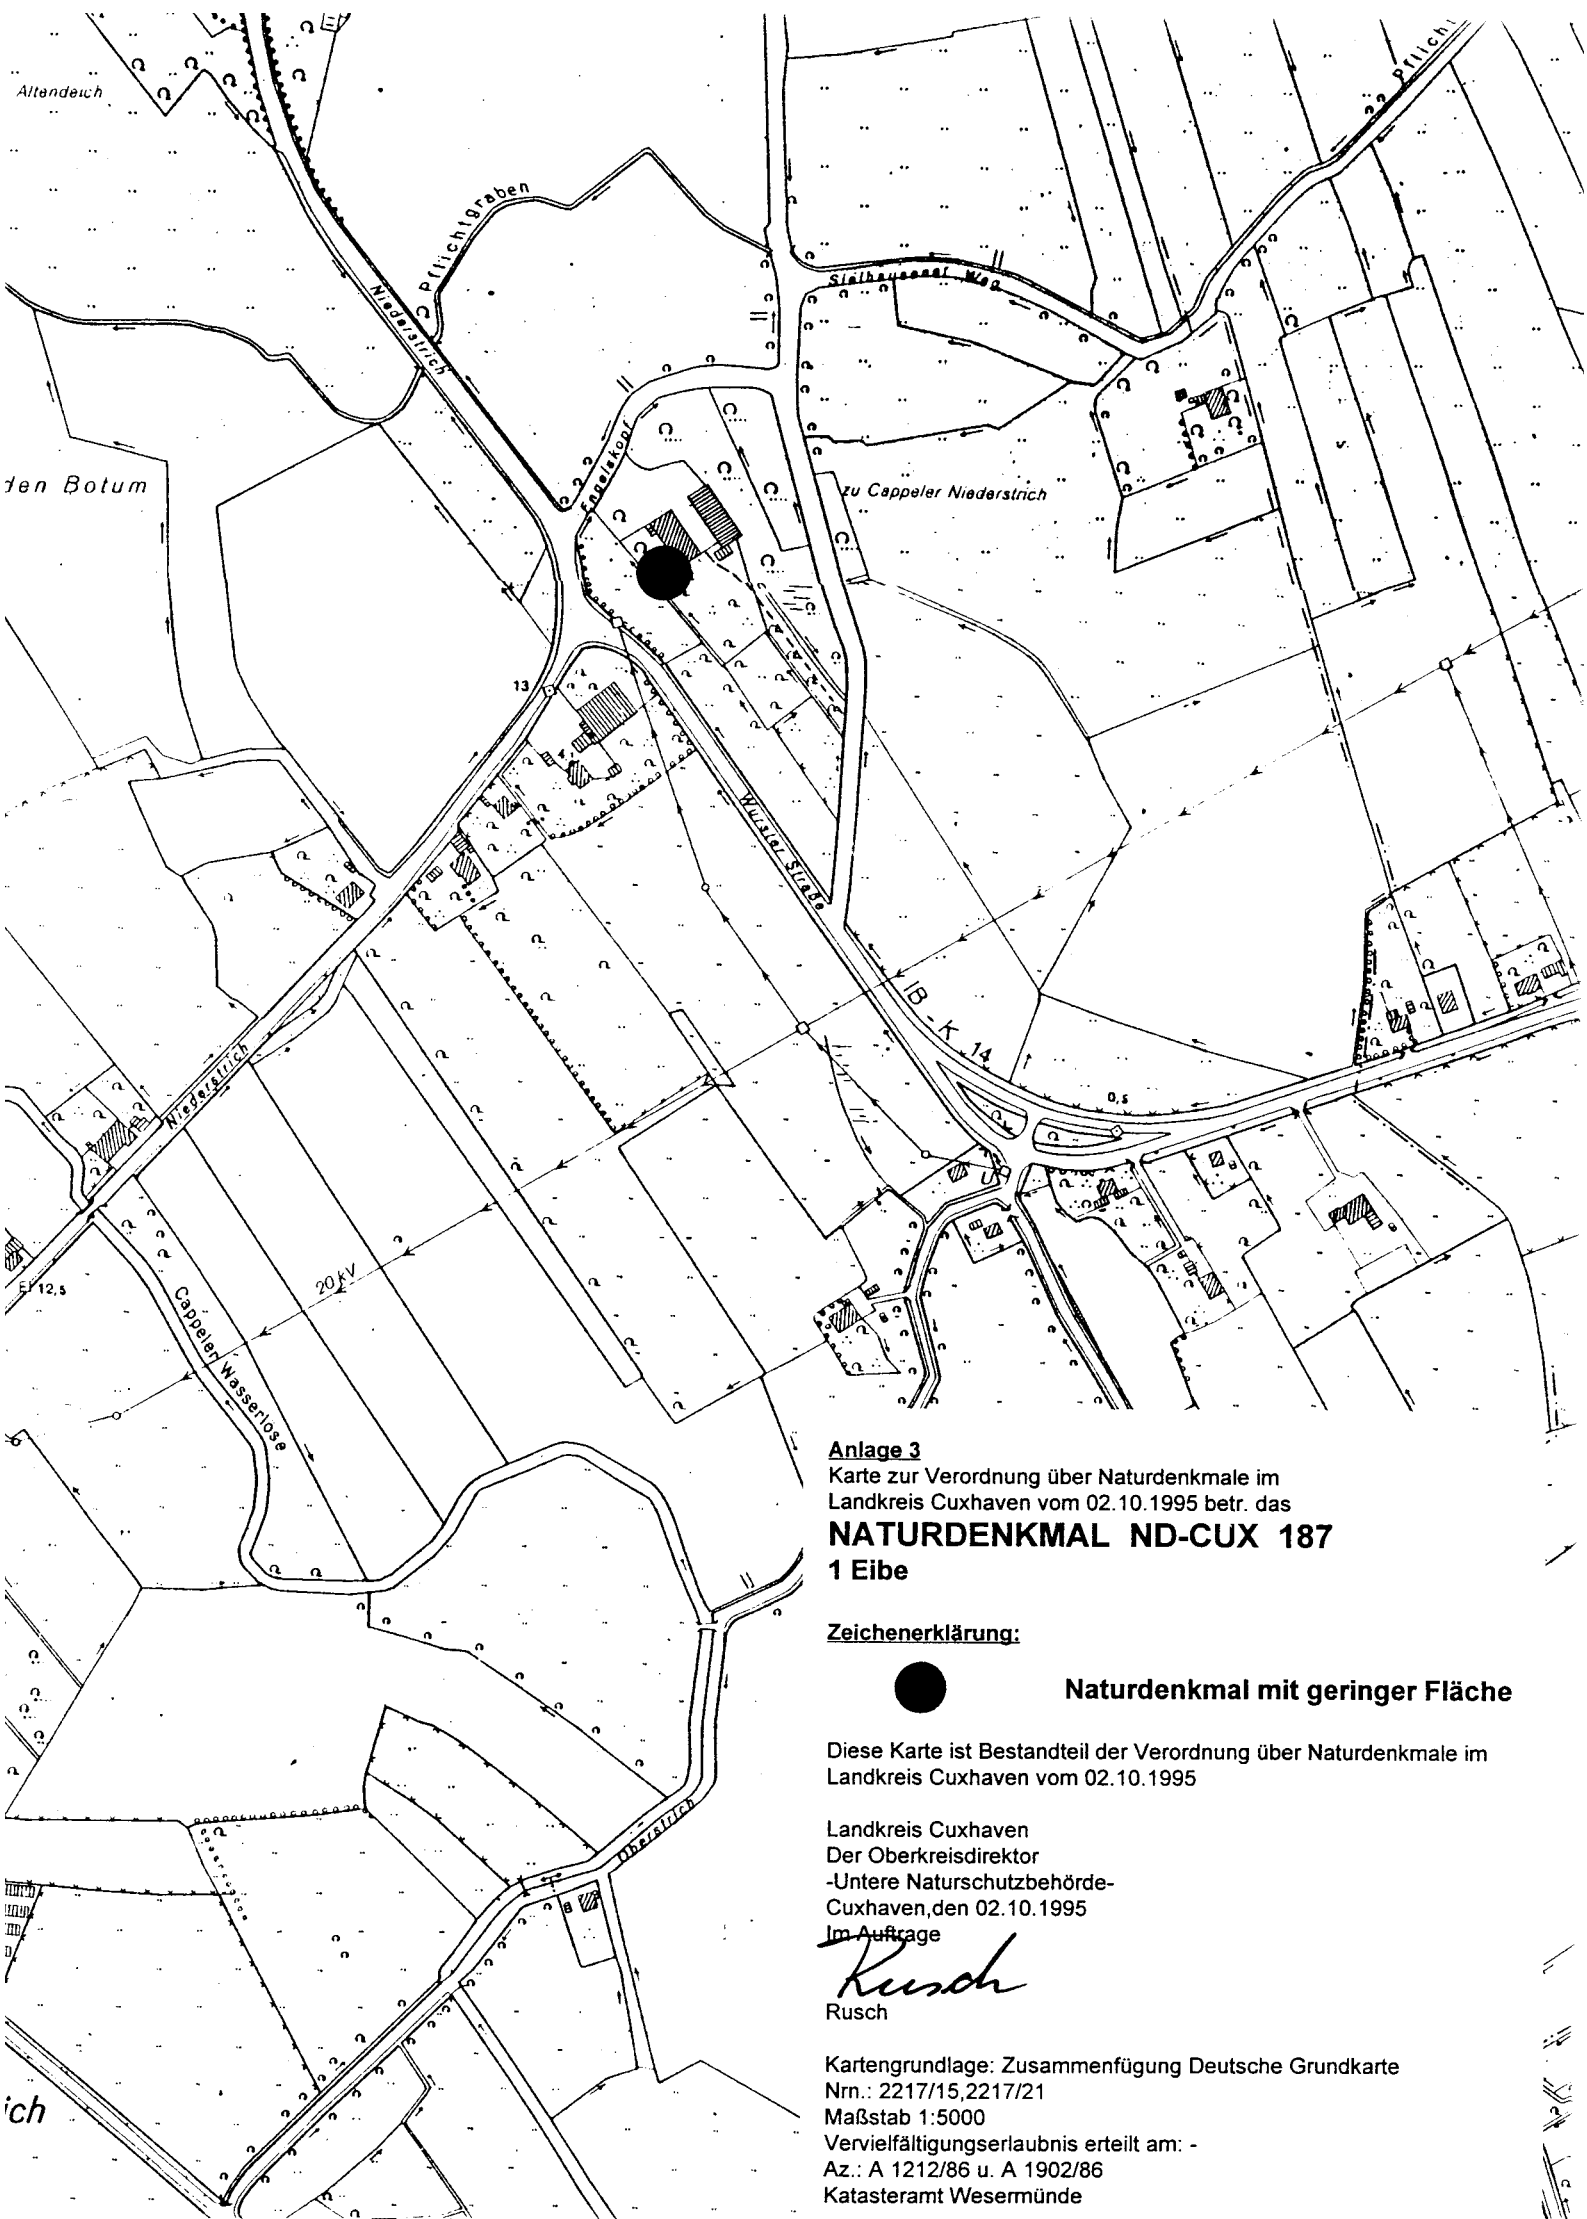 Altendeich
Pflicht
Pflichtgraben
Niederstrich
Weg
Engelskopf
den Botum
zu Cappeler Niederstrich
13
Wurster Straße
IB - K 14
0,5
Niederstrich
12,5
20 kV
Cappeler Wasserlöse
Oberstrich
ich
Anlage 3
Karte zur Verordnung über Naturdenkmale im
Landkreis Cuxhaven vom 02.10.1995 betr. das
NATURDENKMAL ND-CUX 187
1 Eibe
Zeichenerklärung:
Naturdenkmal mit geringer Fläche
Diese Karte ist Bestandteil der Verordnung über Naturdenkmale im
Landkreis Cuxhaven vom 02.10.1995
Landkreis Cuxhaven
Der Oberkreisdirektor
-Untere Naturschutzbehörde-
Cuxhaven,den 02.10.1995
Im Auftrage
Rusch
Rusch
Kartengrundlage: Zusammenfügung Deutsche Grundkarte
Nrn.: 2217/15,2217/21
Maßstab 1:5000
Vervielfältigungserlaubnis erteilt am: -
Az.: A 1212/86 u. A 1902/86
Katasteramt Wesermünde